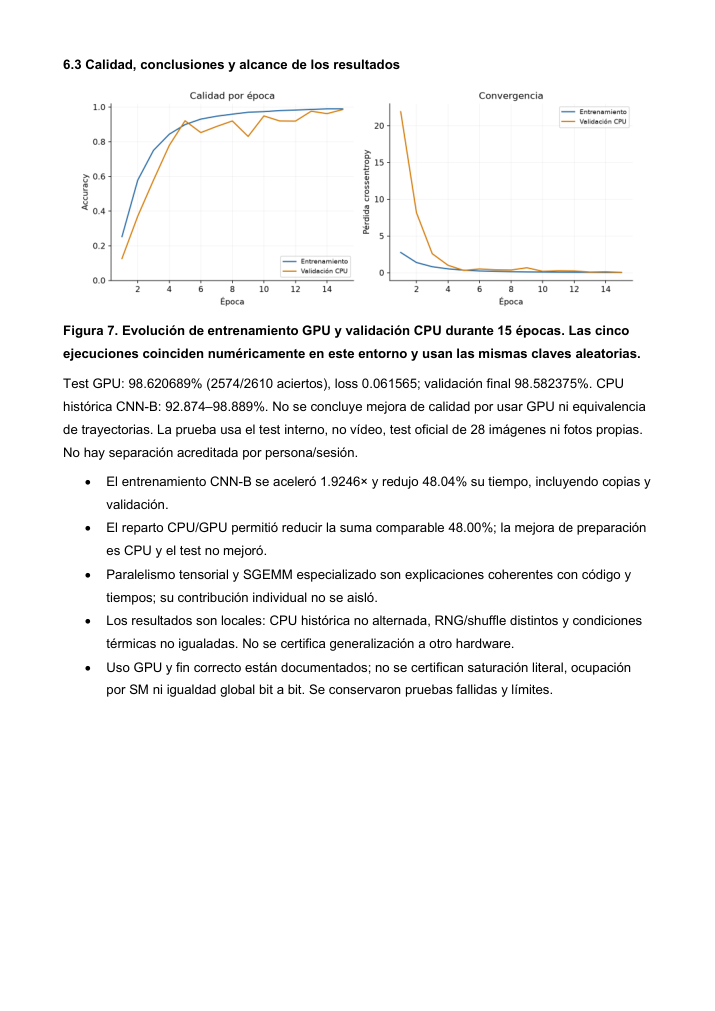 6.3 Calidad, conclusiones y alcance de los resultados
Calidad por época
1.0
0.8
0.6
0.4
0.2
0.0
Accuracy
2 4 6 8 10 12 14
Época
Entrenamiento
Validación CPU
Convergencia
20
15
10
5
0
Pérdida crossentropy
2 4 6 8 10 12 14
Época
Entrenamiento
Validación CPU
Figura 7. Evolución de entrenamiento GPU y validación CPU durante 15 épocas. Las cinco
ejecuciones coinciden numéricamente en este entorno y usan las mismas claves aleatorias.
Test GPU: 98.620689% (2574/2610 aciertos), loss 0.061565; validación final 98.582375%. CPU
histórica CNN-B: 92.874–98.889%. No se concluye mejora de calidad por usar GPU ni equivalencia
de trayectorias. La prueba usa el test interno, no vídeo, test oficial de 28 imágenes ni fotos propias.
No hay separación acreditada por persona/sesión.
• El entrenamiento CNN-B se aceleró 1.9246× y redujo 48.04% su tiempo, incluyendo copias y
validación.
• El reparto CPU/GPU permitió reducir la suma comparable 48.00%; la mejora de preparación
es CPU y el test no mejoró.
• Paralelismo tensorial y SGEMM especializado son explicaciones coherentes con código y
tiempos; su contribución individual no se aisló.
• Los resultados son locales: CPU histórica no alternada, RNG/shuffle distintos y condiciones
térmicas no igualadas. No se certifica generalización a otro hardware.
• Uso GPU y fin correcto están documentados; no se certifican saturación literal, ocupación
por SM ni igualdad global bit a bit. Se conservaron pruebas fallidas y límites.